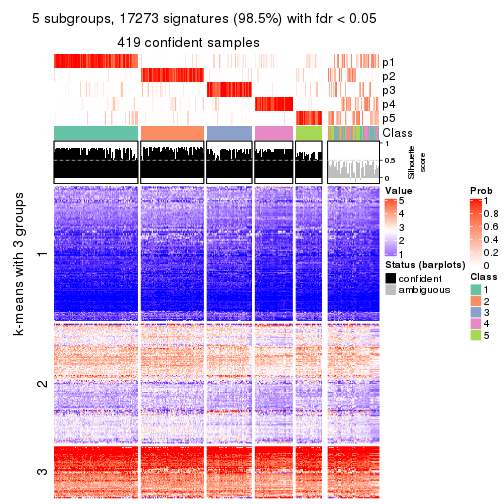 5 subgroups, 17273 signatures (98.5%) with fdr < 0.05
419 confident samples
p1
p2
p3
p4
p5
Class
1
0.5
0
Silhouette
score
k-means with 3 groups
1
2
3
Value
5
4
3
2
1
Status (barplots)
confident
ambiguous
Prob
1
0.8
0.6
0.4
0.2
0
Class
1
2
3
4
5